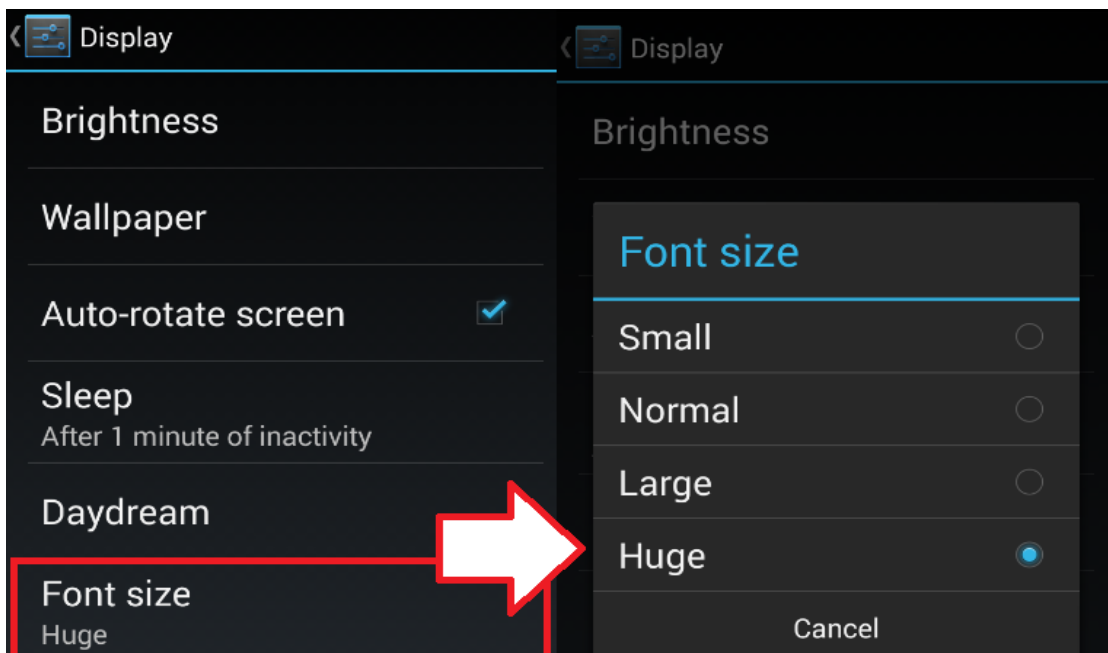 Display
Brightness
Wallpaper
Auto-rotate screen
Sleep
After 1 minute of inactivity
Daydream
Font size
Huge
Display
Brightness
Font size
Small
Normal
Large
Huge
Cancel